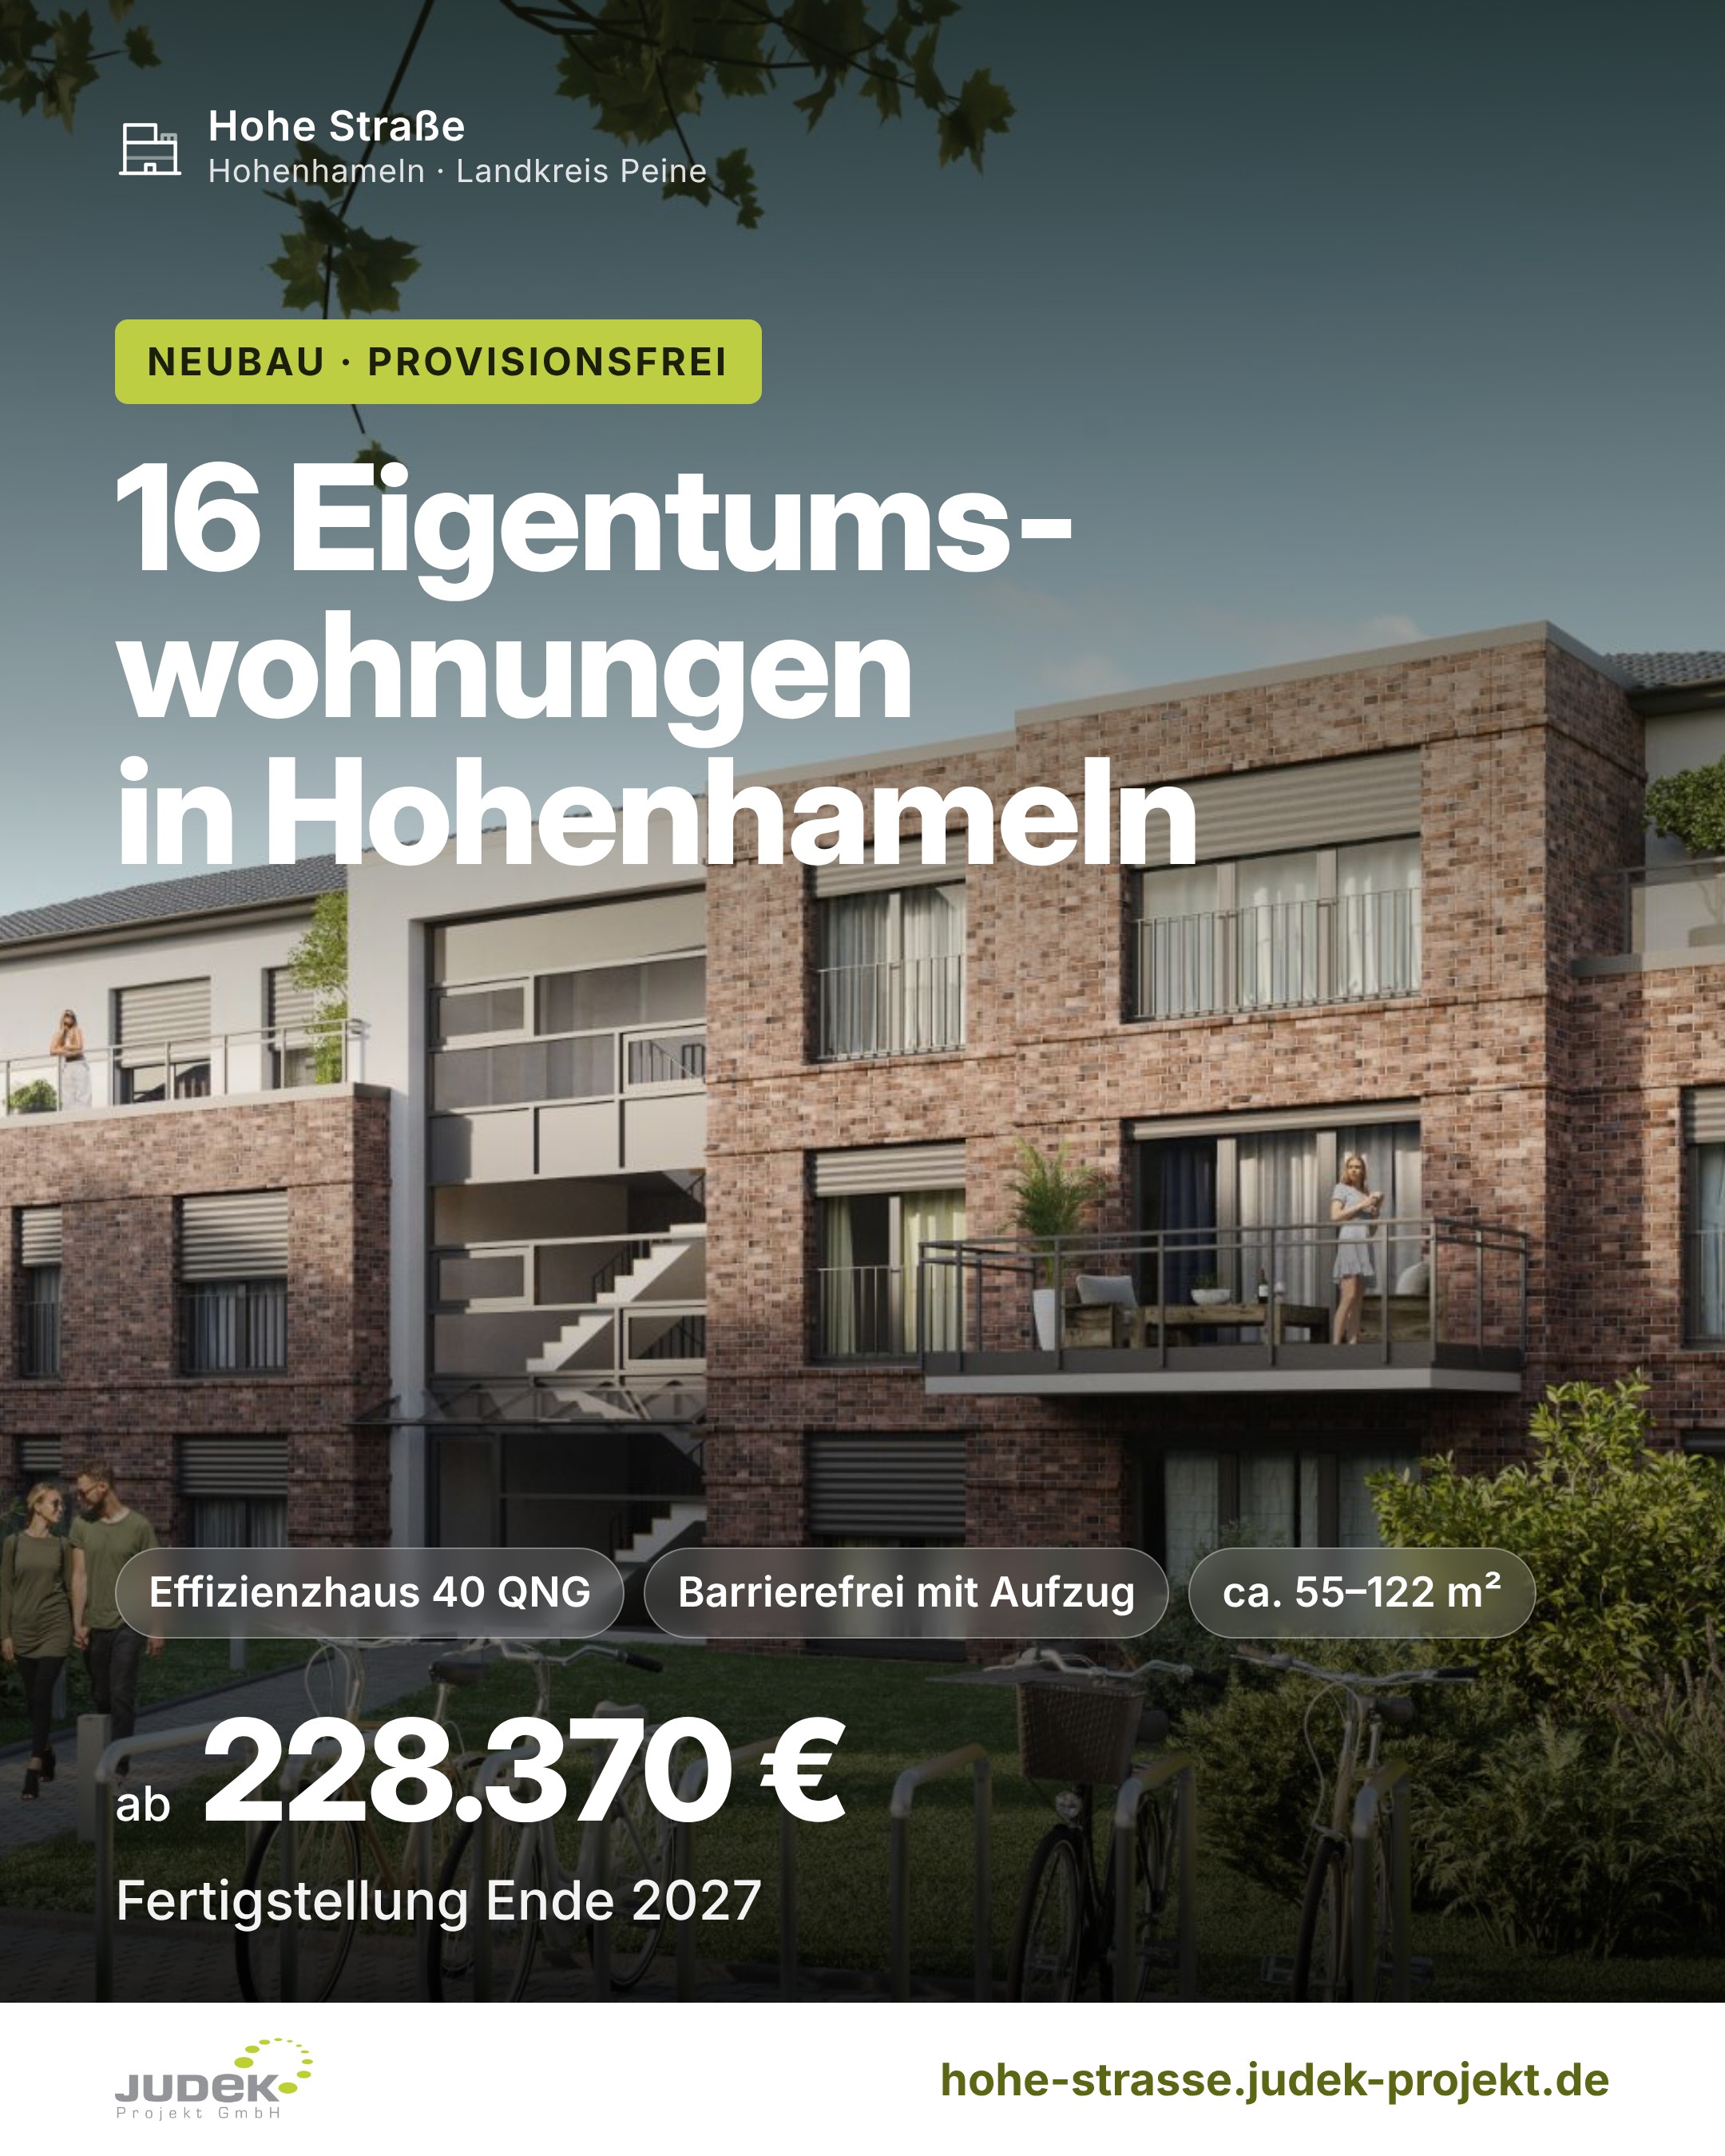 Hohe Straße
Hohenhameln · Landkreis Peine
NEUBAU · PROVISIONSFREI
16 Eigentums-
wohnungen
in Hohenhameln
Effizienzhaus 40 QNG
Barrierefrei mit Aufzug
ca. 55–122 m²
ab 228.370 €
Fertigstellung Ende 2027
JUDEK
Projekt GmbH
hohe-strasse.judek-projekt.de